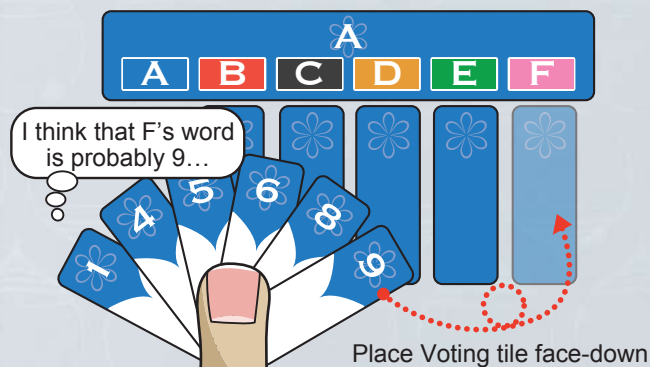 A
A B C D E F
I think that F's word
is probably 9...
1 4 5 6 8 9
Place Voting tile face-down